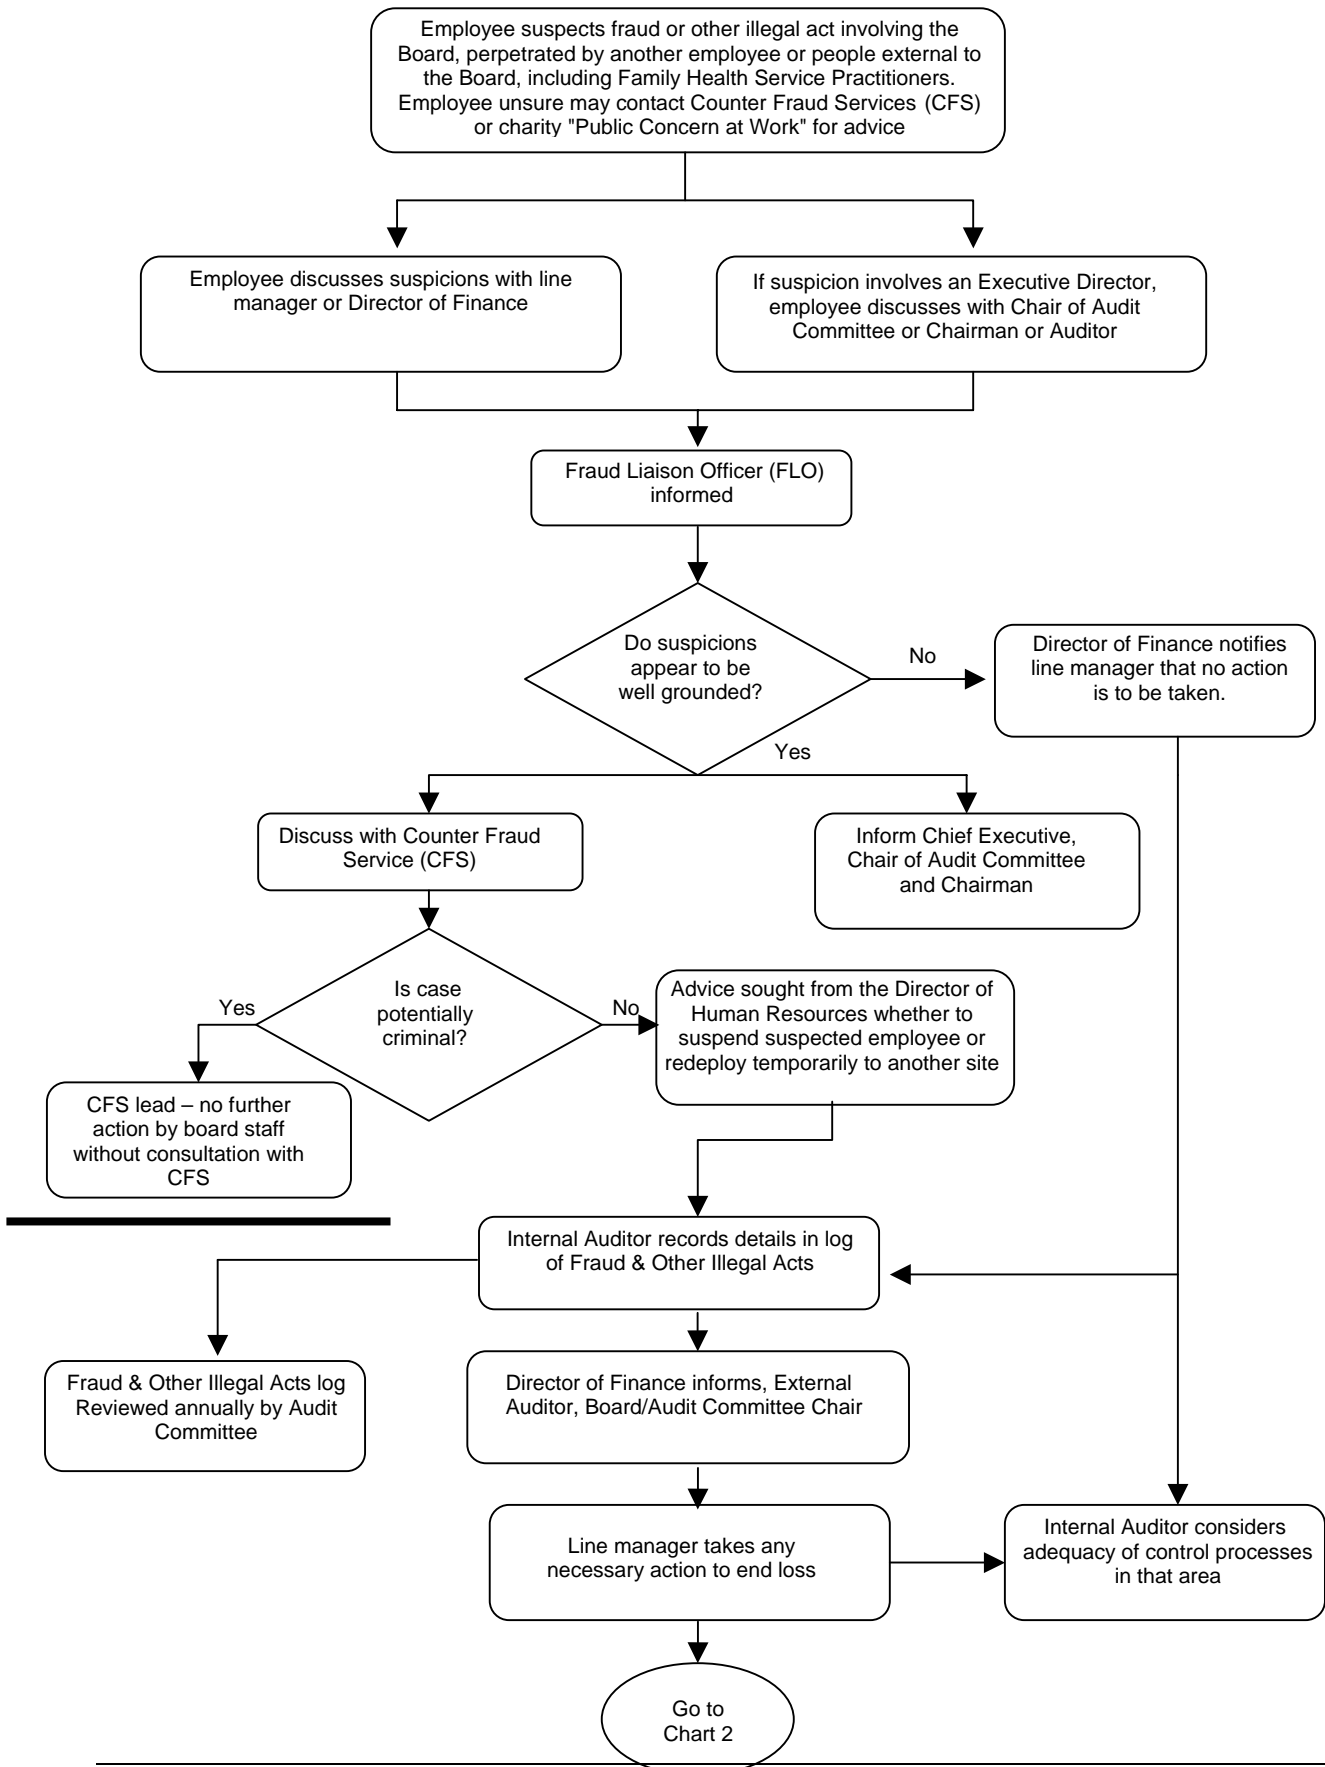 Employee suspects fraud or other illegal act involving the
Board, perpetrated by another employee or people external to
the Board, including Family Health Service Practitioners.
Employee unsure may contact Counter Fraud Services (CFS)
or charity "Public Concern at Work" for advice
Employee discusses suspicions with line
manager or Director of Finance
If suspicion involves an Executive Director,
employee discusses with Chair of Audit
Committee or Chairman or Auditor
Fraud Liaison Officer (FLO)
informed
Do suspicions
appear to be
well grounded?
No
Director of Finance notifies
line manager that no action
is to be taken.
Yes
Discuss with Counter Fraud
Service (CFS)
Inform Chief Executive,
Chair of Audit Committee
and Chairman
Is case
potentially
criminal?
Yes
No
Advice sought from the Director of
Human Resources whether to
suspend suspected employee or
redeploy temporarily to another site
CFS lead – no further
action by board staff
without consultation with
CFS
Internal Auditor records details in log
of Fraud & Other Illegal Acts
Fraud & Other Illegal Acts log
Reviewed annually by Audit
Committee
Director of Finance informs, External
Auditor, Board/Audit Committee Chair
Line manager takes any
necessary action to end loss
Internal Auditor considers
adequacy of control processes
in that area
Go to
Chart 2